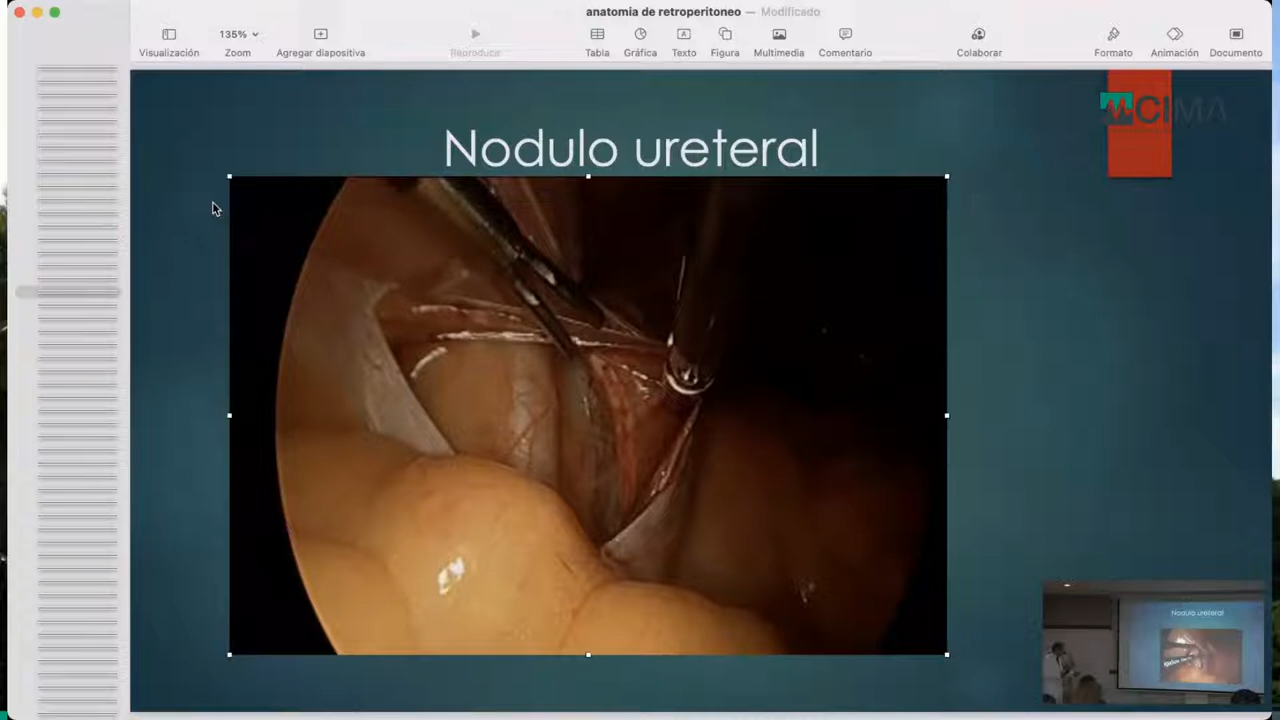 anatomia de retroperitoneo — Modificado
Visualización
135%
Zoom
Agregar diapositiva
Reproducir
Tabla
Gráfica
Texto
Figura
Multimedia
Comentario
Colaborar
Formato
Animación
Documento
CIMA
Nodulo ureteral
Nodulo ureteral